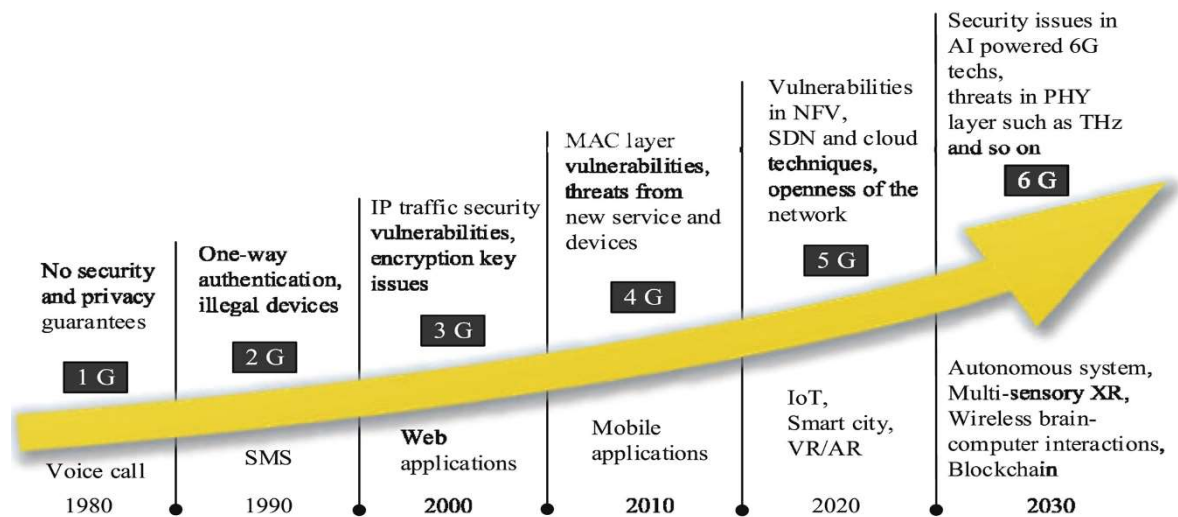 No security
and privacy
guarantees
1 G
Voice call
1980
One-way
authentication,
illegal devices
2 G
SMS
1990
IP traffic security
vulnerabilities,
encryption key
issues
3 G
Web
applications
2000
MAC layer
vulnerabilities,
threats from
new service and
devices
4 G
Mobile
applications
2010
Vulnerabilities
in NFV,
SDN and cloud
techniques,
openness of the
network
5 G
IoT,
Smart city,
VR/AR
2020
Security issues in
AI powered 6G
techs,
threats in PHY
layer such as THz
and so on
6 G
Autonomous system,
Multi-sensory XR,
Wireless brain-
computer interactions,
Blockchain
2030